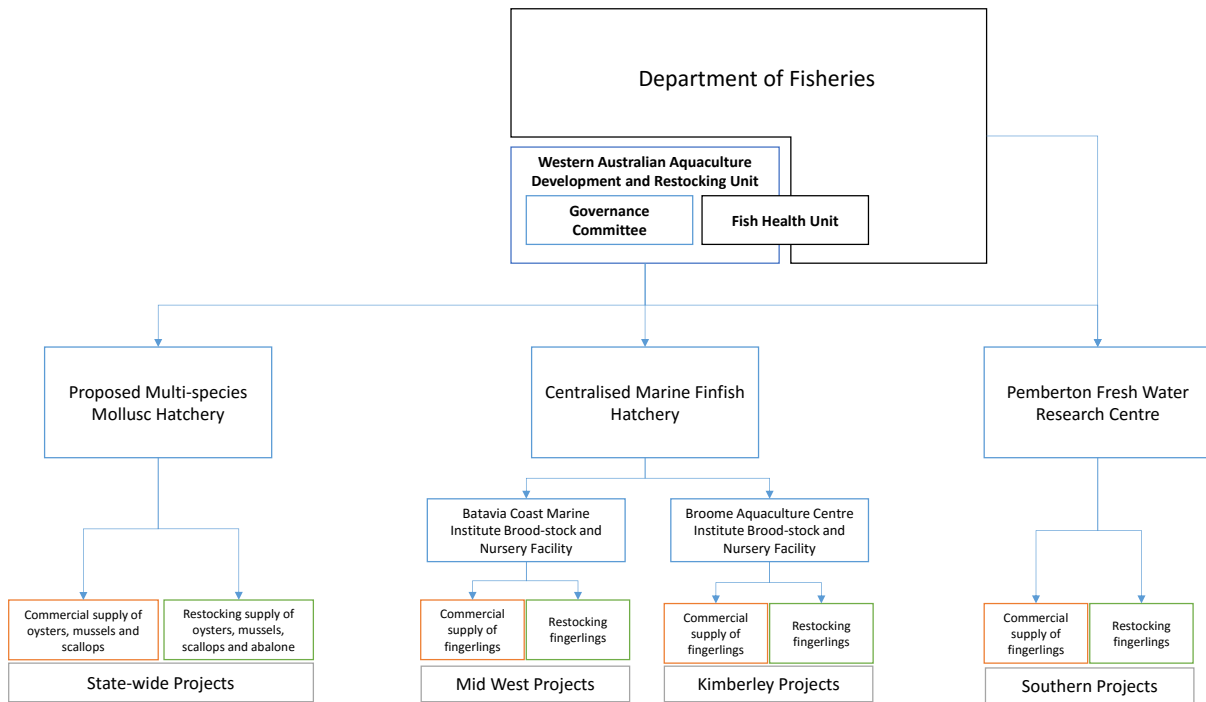 Department of Fisheries
Western Australian Aquaculture
Development and Restocking Unit
Governance
Committee
Fish Health Unit
Proposed Multi-species
Mollusc Hatchery
Centralised Marine Finfish
Hatchery
Pemberton Fresh Water
Research Centre
Batavia Coast Marine
Institute Brood-stock and
Nursery Facility
Broome Aquaculture Centre
Institute Brood-stock and
Nursery Facility
Commercial supply of
oysters, mussels and
scallops
Restocking supply of
oysters, mussels,
scallops and abalone
Commercial
supply of
fingerlings
Restocking
fingerlings
Commercial
supply of
fingerlings
Restocking
fingerlings
Commercial
supply of
fingerlings
Restocking
fingerlings
State-wide Projects
Mid West Projects
Kimberley Projects
Southern Projects